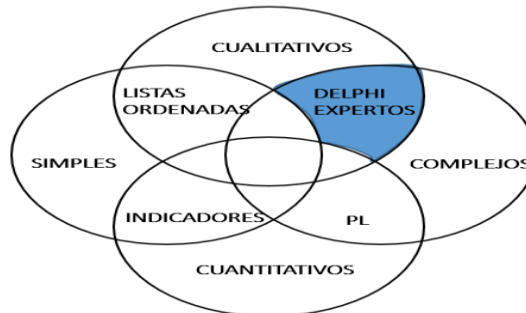 CUALITATIVOS
LISTAS
ORDENADAS
DELPHI
EXPERTOS
SIMPLES
COMPLEJOS
INDICADORES
PL
CUANTITATIVOS